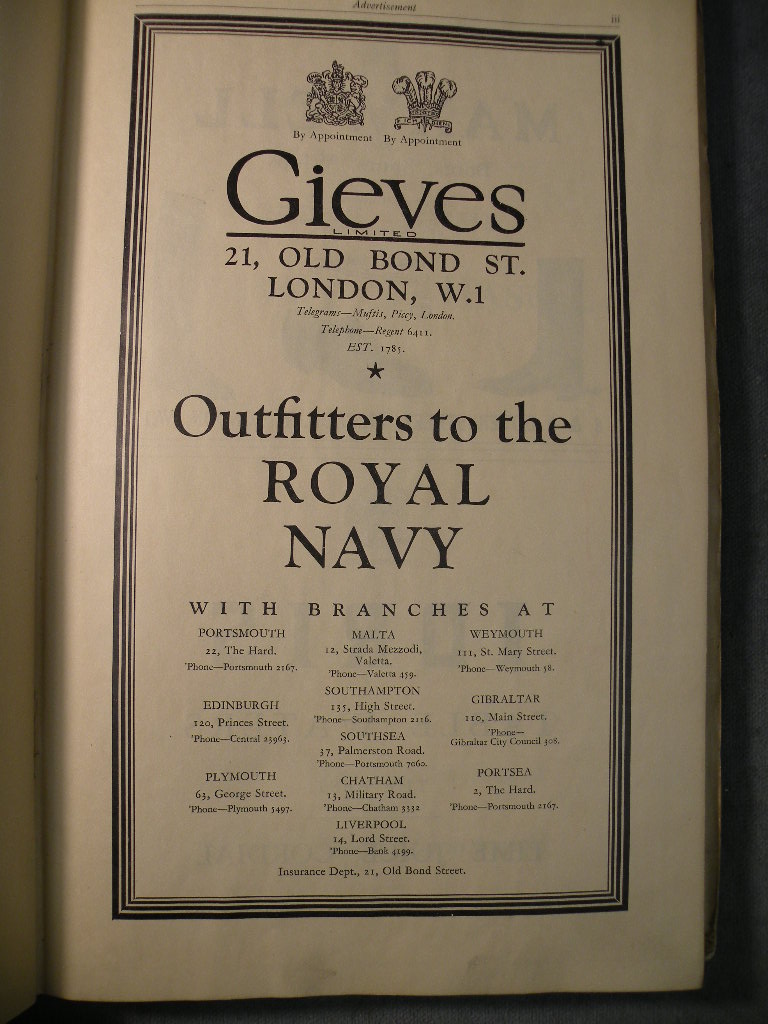 Advertisement
iii
By Appointment By Appointment
Gieves
LIMITED
21, OLD BOND ST.
LONDON, W.1
Telegrams—Muftis, Piccy, London.
Telephone—Regent 6411.
EST. 1785.
Outfitters to the
ROYAL
NAVY
WITH BRANCHES AT
PORTSMOUTH
22, The Hard.
'Phone—Portsmouth 2167.
MALTA
12, Strada Mezzodi,
Valetta.
'Phone—Valetta 459.
WEYMOUTH
111, St. Mary Street.
'Phone—Weymouth 58.
EDINBURGH
120, Princes Street.
'Phone—Central 23963.
SOUTHAMPTON
135, High Street.
'Phone—Southampton 2116.
GIBRALTAR
110, Main Street.
'Phone—
Gibraltar City Council 308.
SOUTHSEA
37, Palmerston Road.
'Phone—Portsmouth 7060.
PLYMOUTH
63, George Street.
'Phone—Plymouth 5497.
CHATHAM
13, Military Road.
'Phone—Chatham 3332
PORTSEA
2, The Hard.
'Phone—Portsmouth 2167.
LIVERPOOL
14, Lord Street.
'Phone—Bank 4199.
Insurance Dept., 21, Old Bond Street.